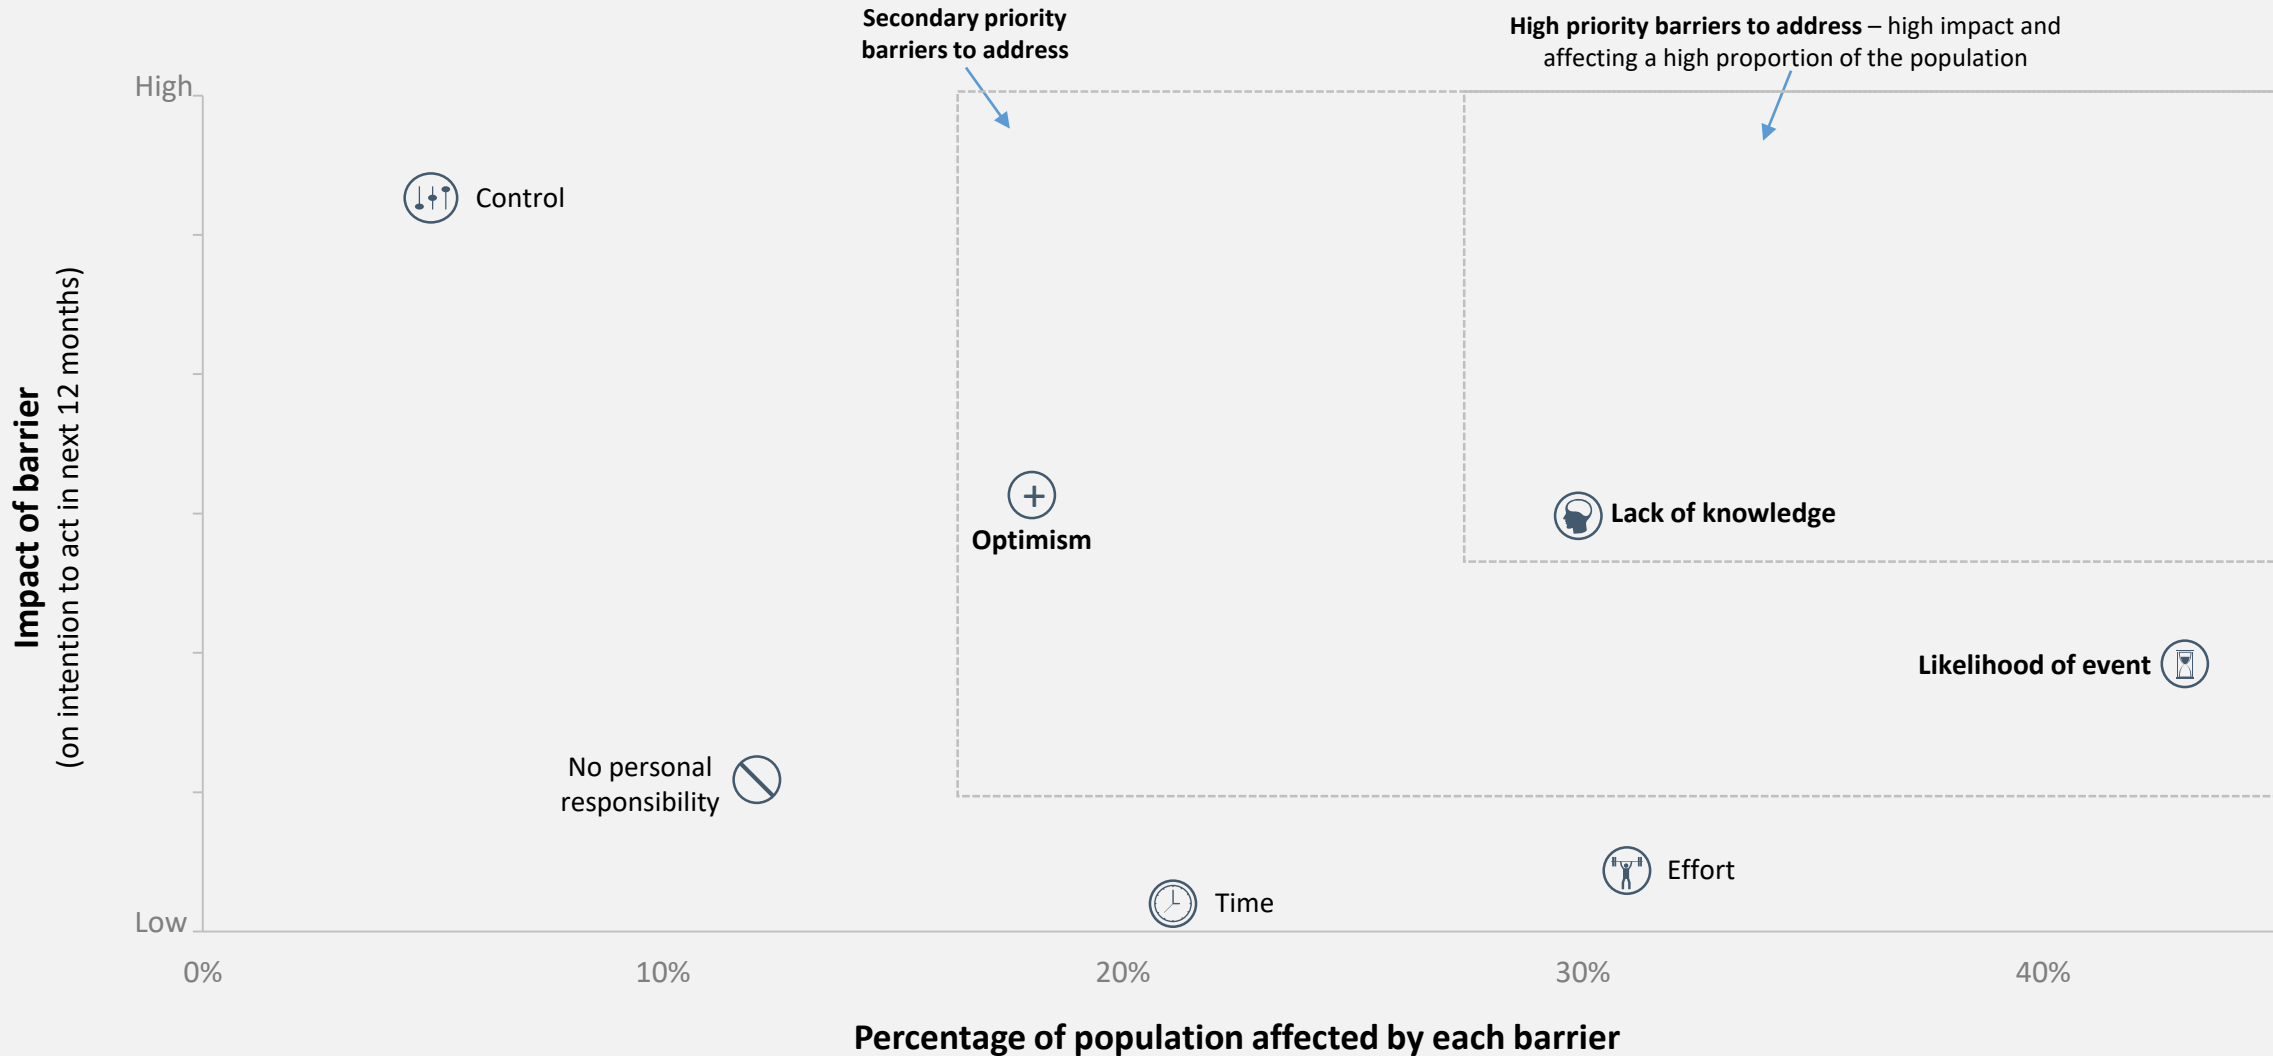 Secondary priority
barriers to address
High priority barriers to address – high impact and
affecting a high proportion of the population
High
Control
Impact of barrier
(on intention to act in next 12 months)
Optimism
Lack of knowledge
Likelihood of event
No personal
responsibility
Effort
Time
Low
0%
10%
20%
30%
40%
Percentage of population affected by each barrier